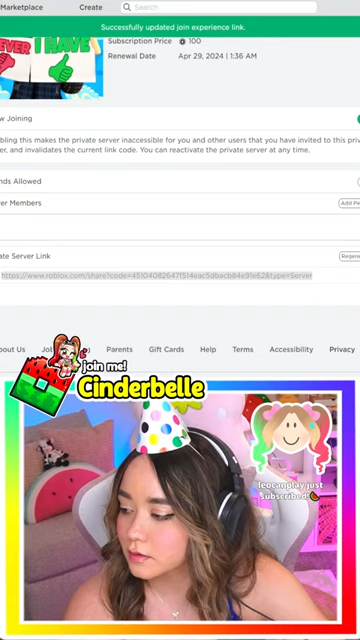 Marketplace Create Search
Successfully updated join experience link.
EVER I HAVE
Subscription Price 100
Renewal Date Apr 29, 2024 | 1:36 AM
w Joining
bling this makes the private server inaccessible for you and other users that you have invited to this priv
er, and invalidates the current link code. You can reactivate the private server at any time.
nds Allowed
er Members Add Pe
ate Server Link Regene
https://www.roblox.com/share?code=45104082647f514eac5dbacb84e91e62&type=Server
bout Us Jo Parents Gift Cards Help Terms Accessibility Privacy
join me!
Cinderbelle
leocanplay just
subscribed!